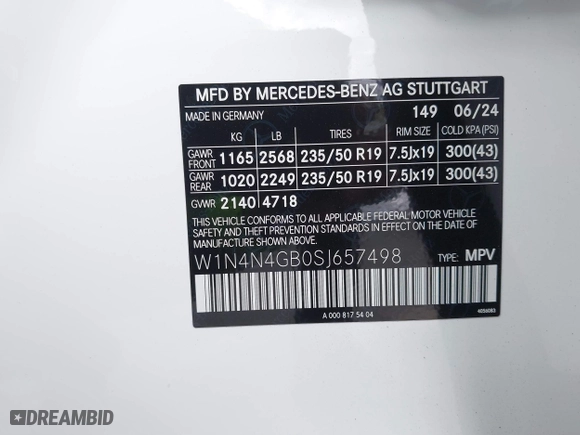 MFD BY MERCEDES-BENZ AG STUTTGART
MADE IN GERMANY 149 06/24
KG LB TIRES RIM SIZE COLD KPA (PSI)
GAWR FRONT 1165 2568 235/50 R19 7.5Jx19 300(43)
GAWR REAR 1020 2249 235/50 R19 7.5Jx19 300(43)
GVWR 2140 4718
THIS VEHICLE CONFORMS TO ALL APPLICABLE FEDERAL MOTOR VEHICLE
SAFETY AND THEFT PREVENTION STANDARDS IN EFFECT ON THE DATE OF
MANUFACTURE SHOWN ABOVE.
W1N4N4GB0SJ657498 TYPE: MPV
A 000 817 54 04 4056083
DREAMBID